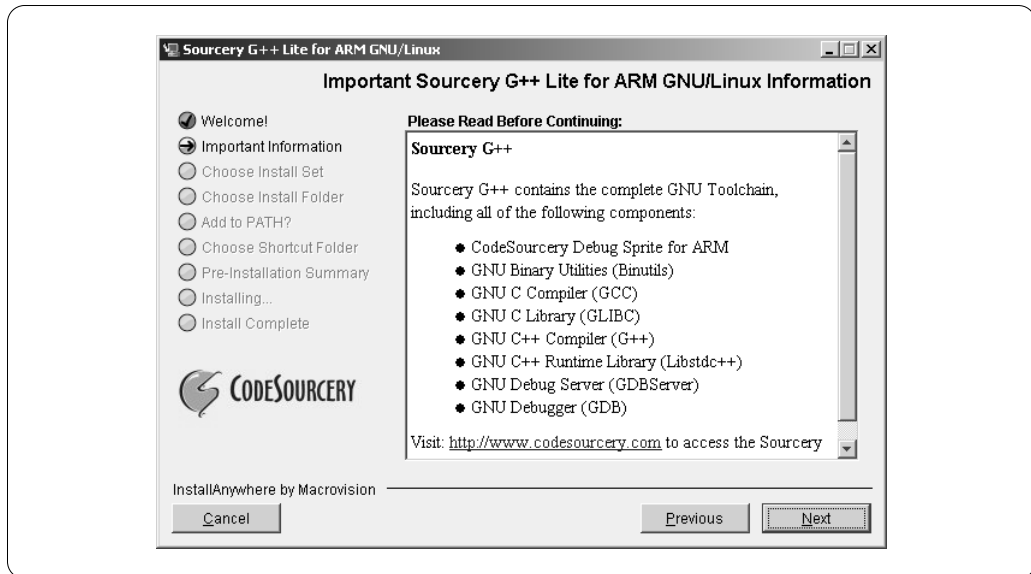 Sourcery G++ Lite for ARM GNU/Linux
Important Sourcery G++ Lite for ARM GNU/Linux Information
Welcome!
Important Information
Choose Install Set
Choose Install Folder
Add to PATH?
Choose Shortcut Folder
Pre-Installation Summary
Installing...
Install Complete
CODESOURCERY
Please Read Before Continuing:
Sourcery G++
Sourcery G++ contains the complete GNU Toolchain,
including all of the following components:
CodeSourcery Debug Sprite for ARM
GNU Binary Utilities (Binutils)
GNU C Compiler (GCC)
GNU C Library (GLIBC)
GNU C++ Compiler (G++)
GNU C++ Runtime Library (Libstdc++)
GNU Debug Server (GDBServer)
GNU Debugger (GDB)
Visit: http://www.codesourcery.com to access the Sourcery
InstallAnywhere by Macrovision
Cancel
Previous
Next